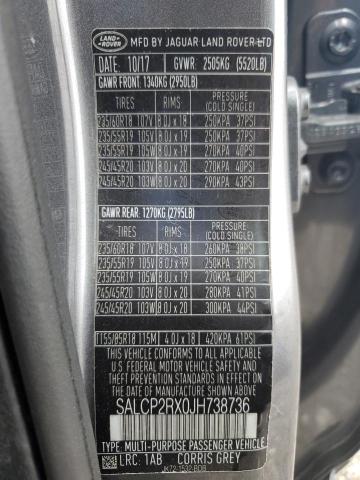 LAND ROVER
MFD BY JAGUAR LAND ROVER LTD
DATE: 10/17 GVWR: 2505KG (5520LB)
GAWR FRONT: 1340KG (2950LB)
TIRES RIMS PRESSURE (COLD SINGLE)
235/60R18 107V 8.0J x 18 250KPA 37PSI
235/55R19 105V 8.0J x 19 250KPA 37PSI
235/55R19 105W 8.0J x 19 270KPA 40PSI
245/45R20 103V 8.0J x 20 270KPA 40PSI
245/45R20 103W 8.0J x 20 290KPA 43PSI
GAWR REAR: 1270KG (2795LB)
TIRES RIMS PRESSURE (COLD SINGLE)
235/60R18 107V 8.0J x 18 260KPA 38PSI
235/55R19 105V 8.0J x 19 250KPA 37PSI
235/55R19 105W 8.0J x 19 270KPA 40PSI
245/45R20 103V 8.0J x 20 280KPA 41PSI
245/45R20 103W 8.0J x 20 300KPA 44PSI
T155/85R18 115M 4.0J x 18 420KPA 61PSI
THIS VEHICLE CONFORMS TO ALL APPLICABLE
U.S. FEDERAL MOTOR VEHICLE SAFETY
STANDARDS IN EFFECT ON THE DATE OF
MANUFACTURE SHOWN ABOVE.
SALCP2RX0JH738736
TYPE: MULTI-PURPOSE PASSENGER VEHICLE
LRC: 1AB CORRIS GREY
JK72-1532-BDB